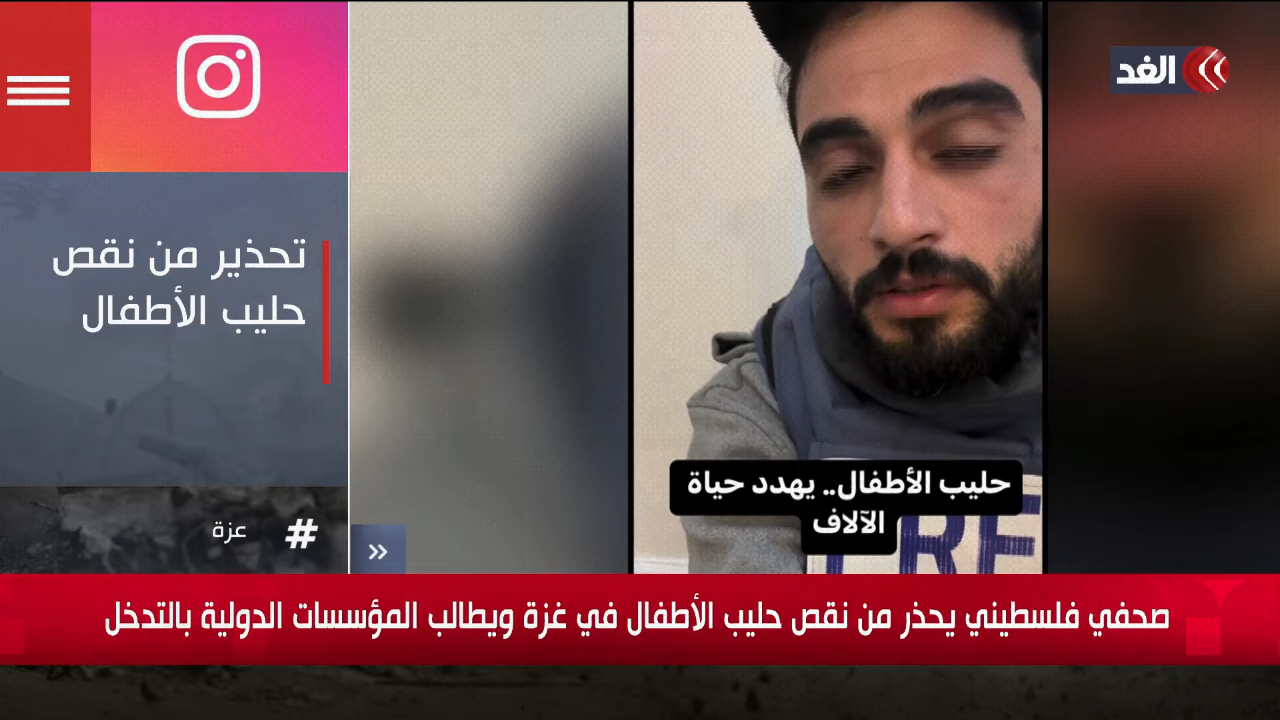 الغد
تحذير من نقص
حليب الأطفال
حليب الأطفال.. يهدد حياة
الآلاف
PRE
# عزة
صحفي فلسطيني يحذر من نقص حليب الأطفال في غزة ويطالب المؤسسات الدولية بالتدخل